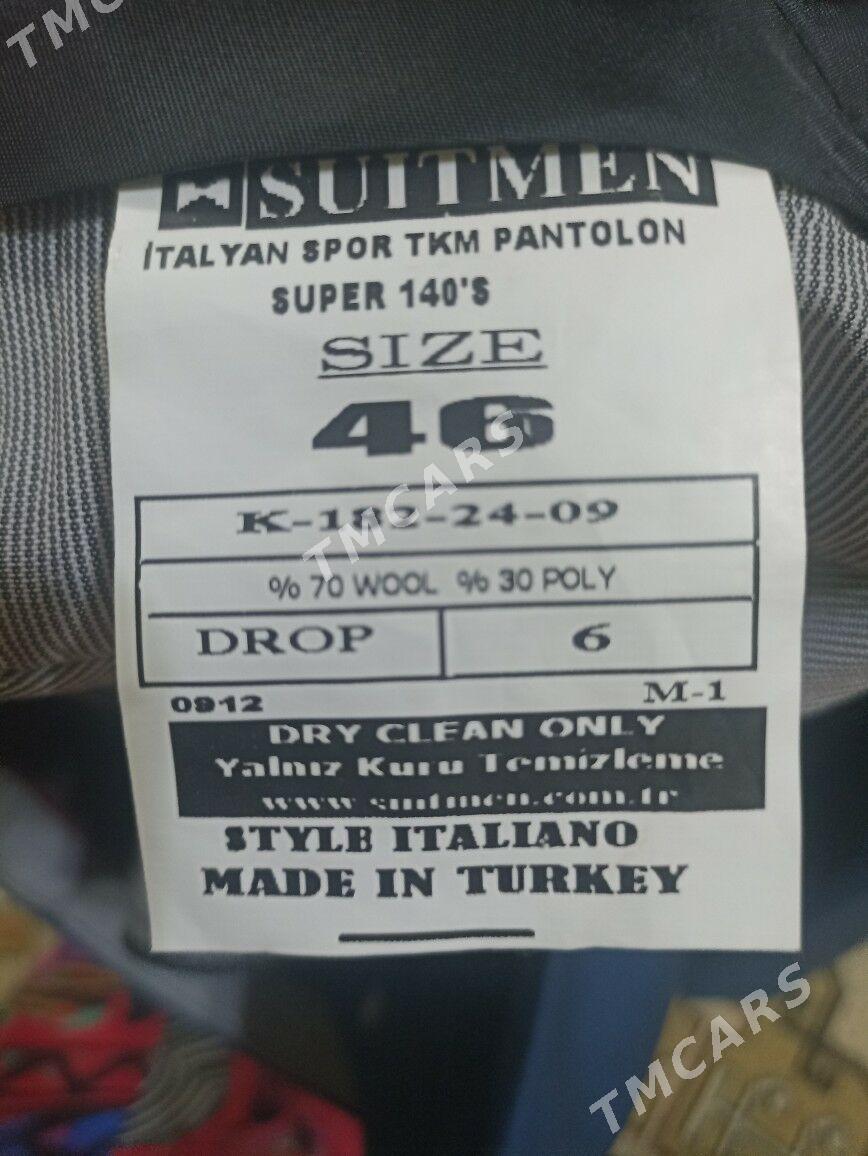 TMCARS
SUITMEN
İTALYAN SPOR TKM PANTOLON
SUPER 140'S
SIZE
46
TMCARS
K-182-24-09
% 70 WOOL % 30 POLY
DROP 6
0912 M-1
DRY CLEAN ONLY
Yalnız Kuru Temizleme
www.suitmen.com.tr
STYLE ITALIANO
MADE IN TURKEY
TMCARS